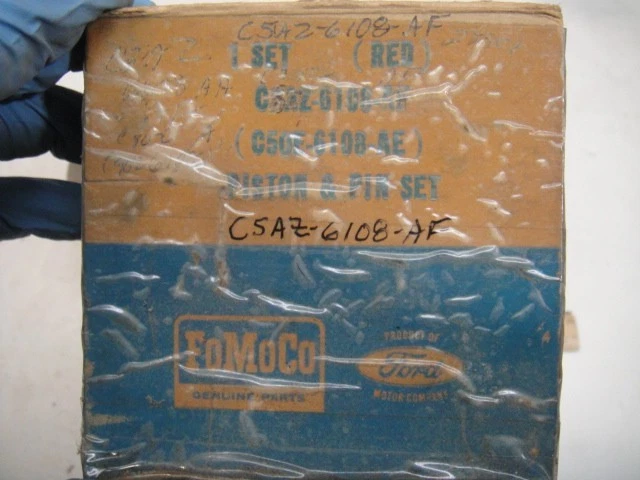 C5AZ-6108-AF
1 SET (RED)
C5AZ-6108-AF
(C5OE-6108-AE)
PISTON & PIN SET
C5AZ-6108-AF
FoMoCo
GENUINE PARTS
PRODUCT OF
Ford
MOTOR COMPANY